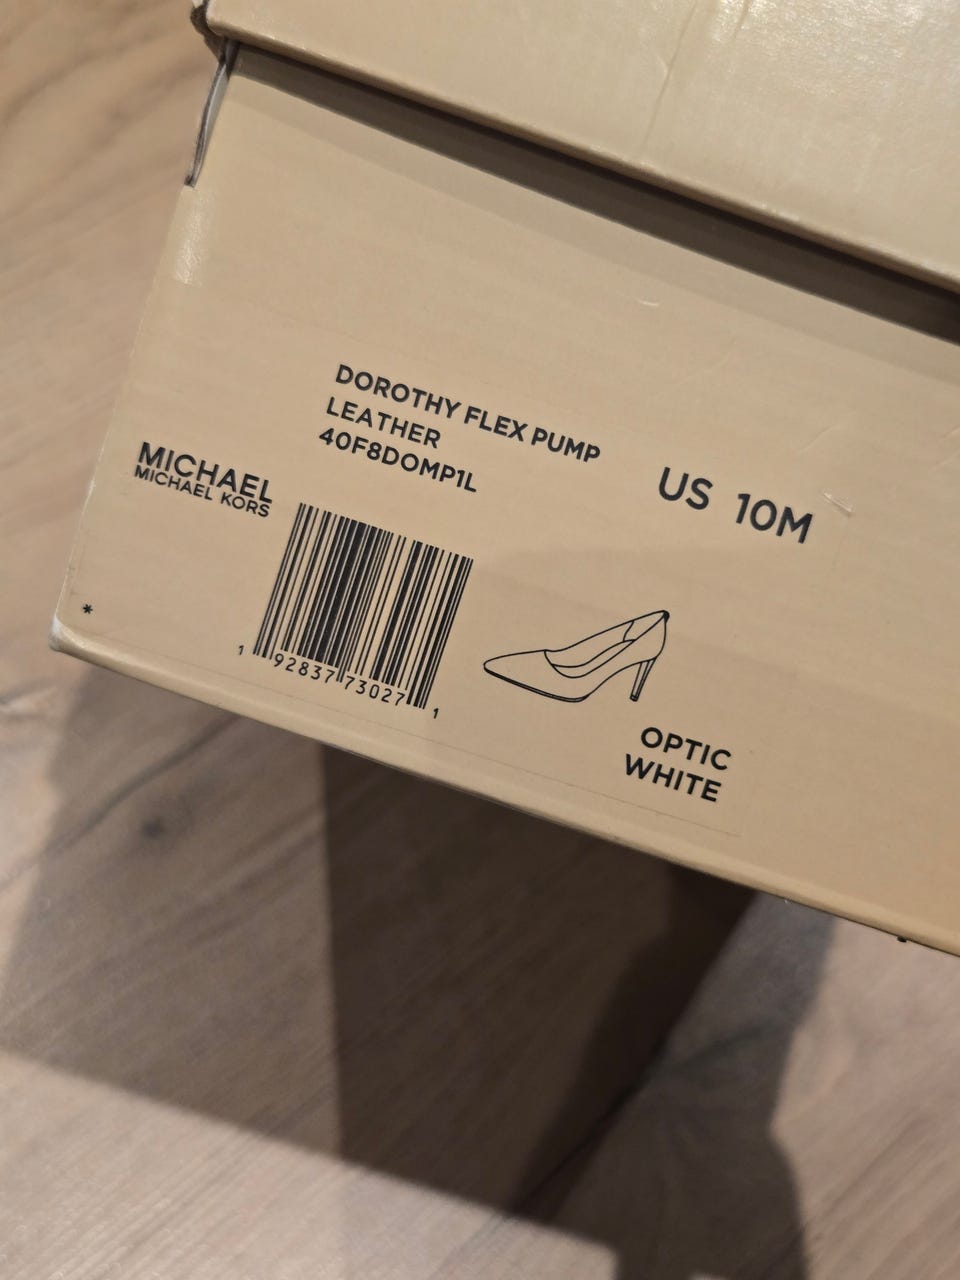 DOROTHY FLEX PUMP
LEATHER
40F8DOMP1L
MICHAEL
MICHAEL KORS
US 10M
*
1 92837 73027 1
OPTIC
WHITE